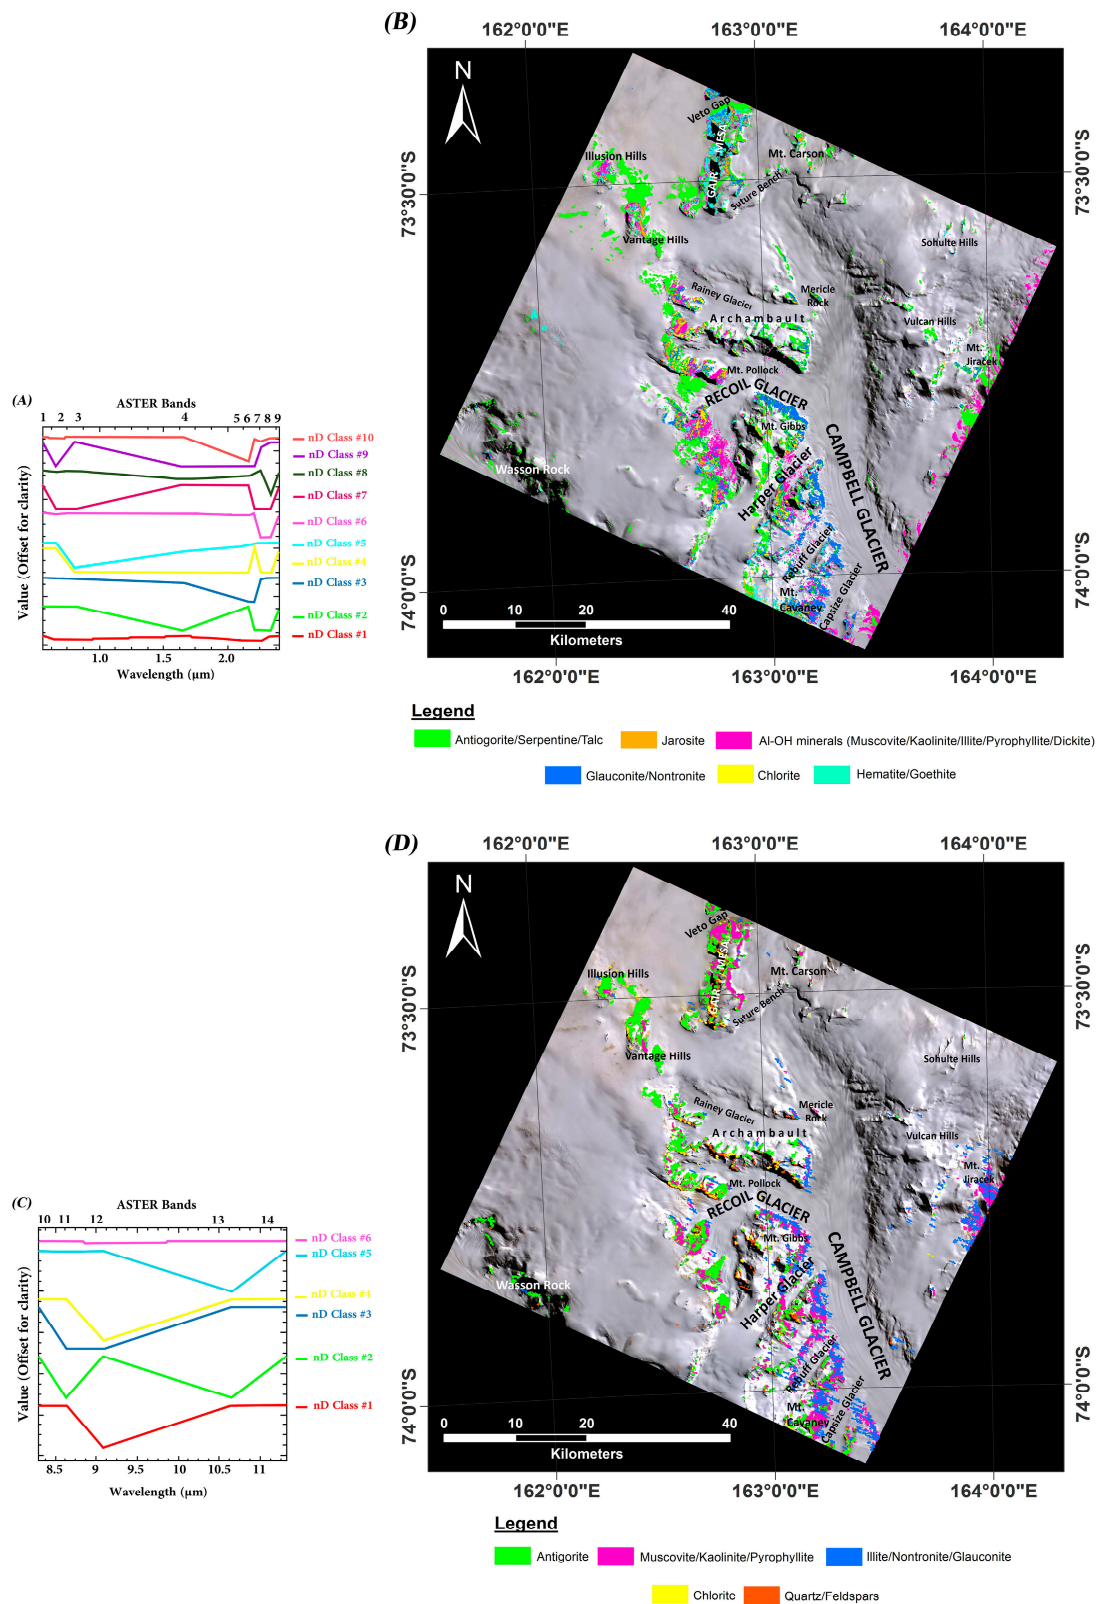 (B)
162°0'0"E
163°0'0"E
164°0'0"E
N
Veto Gap
GAIR MESA
Mt. Carson
Illusion Hills
Suture Bench
73°30'0"S
73°30'0"S
Vantage Hills
Sohulte Hills
Rainey Glacier
Mericle
Rock
Archambault
Vulcan Hills
Mt.
Jiracek
Mt. Pollock
RECOIL GLACIER
Mt. Gibbs
CAMPBELL GLACIER
Wasson Rock
Harper Glacier
Rebuff Glacier
Capsize Glacier
Mt.
Cavaney
74°0'0"S
74°0'0"S
0 10 20 40
Kilometers
162°0'0"E
163°0'0"E
164°0'0"E
(A)
ASTER Bands
1 2 3 4 5 6 7 8 9
nD Class #10
nD Class #9
nD Class #8
nD Class #7
nD Class #6
nD Class #5
nD Class #4
nD Class #3
nD Class #2
nD Class #1
Value (Offset for clarity)
1.0 1.5 2.0
Wavelength (µm)
Legend
Antiogorite/Serpentine/Talc
Jarosite
Al-OH minerals (Muscovite/Kaolinite/Illite/Pyrophyllite/Dickite)
Glauconite/Nontronite
Chlorite
Hematite/Goethite
(D)
162°0'0"E
163°0'0"E
164°0'0"E
N
Veto Gap
GAIR MESA
Mt. Carson
Illusion Hills
Suture Bench
73°30'0"S
73°30'0"S
Vantage Hills
Sohulte Hills
Rainey Glacier
Mericle
Rock
Archambault
Vulcan Hills
Mt.
Jiracek
Mt. Pollock
RECOIL GLACIER
Mt. Gibbs
CAMPBELL GLACIER
Wasson Rock
Harper Glacier
Rebuff Glacier
Capsize Glacier
Mt.
Cavaney
74°0'0"S
74°0'0"S
0 10 20 40
Kilometers
162°0'0"E
163°0'0"E
164°0'0"E
(C)
ASTER Bands
10 11 12 13 14
nD Class #6
nD Class #5
nD Class #4
nD Class #3
nD Class #2
nD Class #1
Value (Offset for clarity)
8.5 9 9.5 10 10.5 11
Wavelength (µm)
Legend
Antigorite
Muscovite/Kaolinite/Pyrophyllite
Illite/Nontronite/Glauconite
Chlorite
Quartz/Feldspars